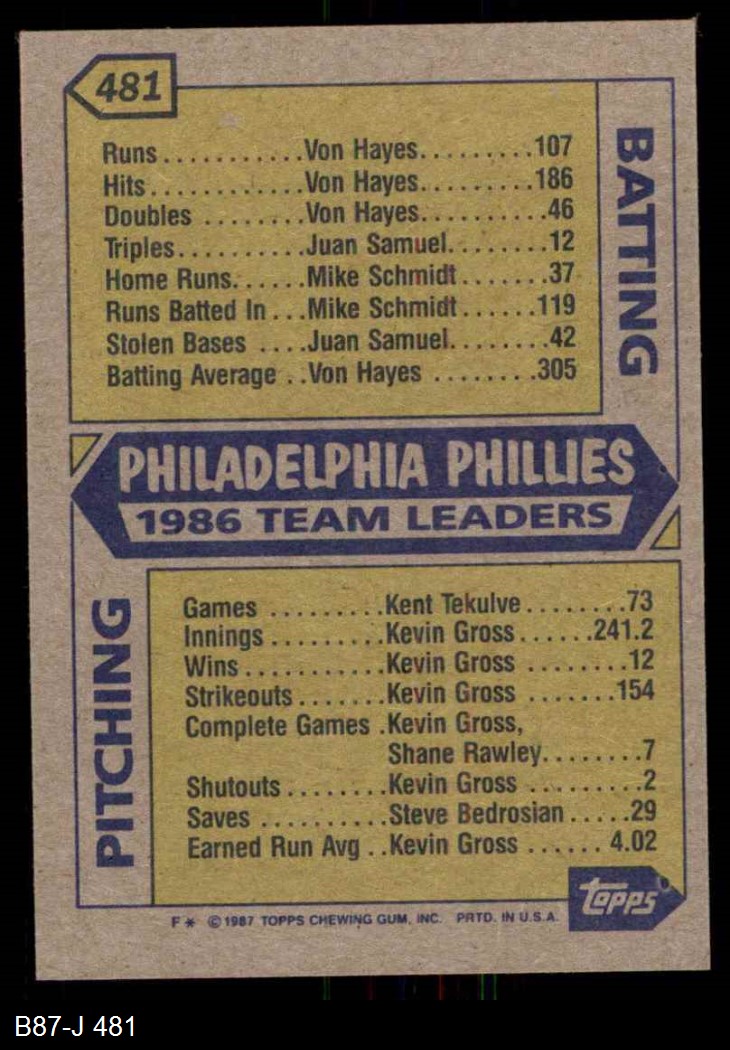 481
BATTING
Runs...........Von Hayes.........107
Hits............Von Hayes.........186
Doubles ........Von Hayes.........46
Triples..........Juan Samuel........12
Home Runs......Mike Schmidt.......37
Runs Batted In...Mike Schmidt......119
Stolen Bases ....Juan Samuel........42
Batting Average ..Von Hayes ........305
PHILADELPHIA PHILLIES
1986 TEAM LEADERS
PITCHING
Games .........Kent Tekulve........73
Innings .........Kevin Gross......241.2
Wins...........Kevin Gross ........12
Strikeouts.......Kevin Gross .......154
Complete Games .Kevin Gross,
Shane Rawley........7
Shutouts........Kevin Gross .........2
Saves ..........Steve Bedrosian.....29
Earned Run Avg ..Kevin Gross ......4.02
topps
F* ©1987 TOPPS CHEWING GUM, INC. PRTD. IN U.S.A.
B87-J 481